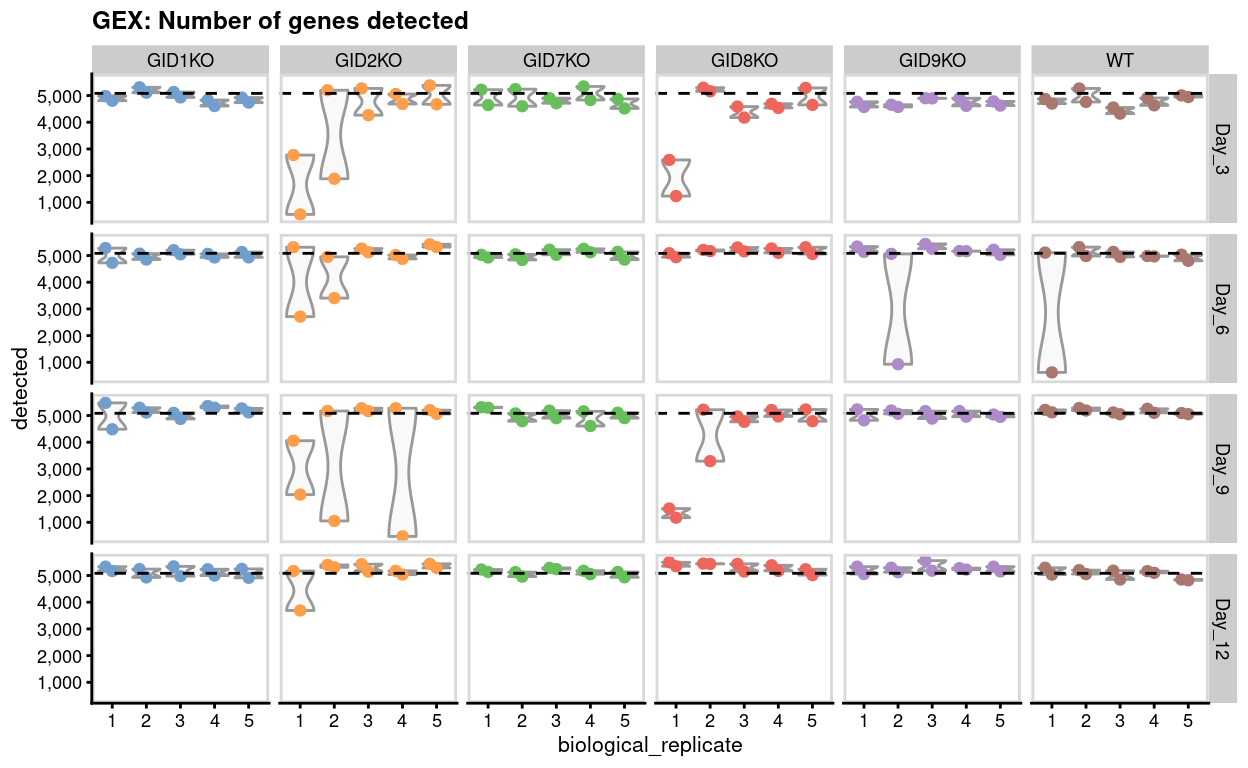 GEX: Number of genes detected
GID1KO GID2KO GID7KO GID8KO GID9KO WT
detected
5,000
4,000
3,000
2,000
1,000
Day_3
5,000
4,000
3,000
2,000
1,000
Day_6
5,000
4,000
3,000
2,000
1,000
Day_9
5,000
4,000
3,000
2,000
1,000
Day_12
1 2 3 4 5 1 2 3 4 5 1 2 3 4 5 1 2 3 4 5 1 2 3 4 5 1 2 3 4 5
biological_replicate